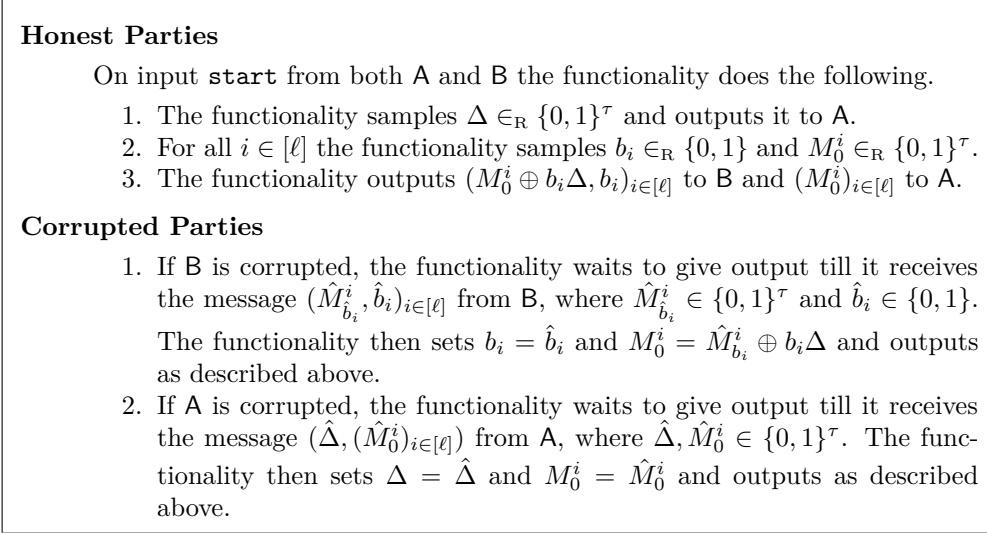 Honest Parties
On input start from both A and B the functionality does the following.
1. The functionality samples Δ ∈_R {0, 1}^τ and outputs it to A.
2. For all i ∈ [ℓ] the functionality samples b_i ∈_R {0, 1} and M_0^i ∈_R {0, 1}^τ.
3. The functionality outputs (M_0^i ⊕ b_iΔ, b_i)_{i∈[ℓ]} to B and (M_0^i)_{i∈[ℓ]} to A.
Corrupted Parties
1. If B is corrupted, the functionality waits to give output till it receives
the message (M̂_{b̂_i}^i, b̂_i)_{i∈[ℓ]} from B, where M̂_{b̂_i}^i ∈ {0, 1}^τ and b̂_i ∈ {0, 1}.
The functionality then sets b_i = b̂_i and M_0^i = M̂_{b_i}^i ⊕ b_iΔ and outputs
as described above.
2. If A is corrupted, the functionality waits to give output till it receives
the message (Δ̂, (M̂_0^i)_{i∈[ℓ]}) from A, where Δ̂, M̂_0^i ∈ {0, 1}^τ. The func-
tionality then sets Δ = Δ̂ and M_0^i = M̂_0^i and outputs as described
above.